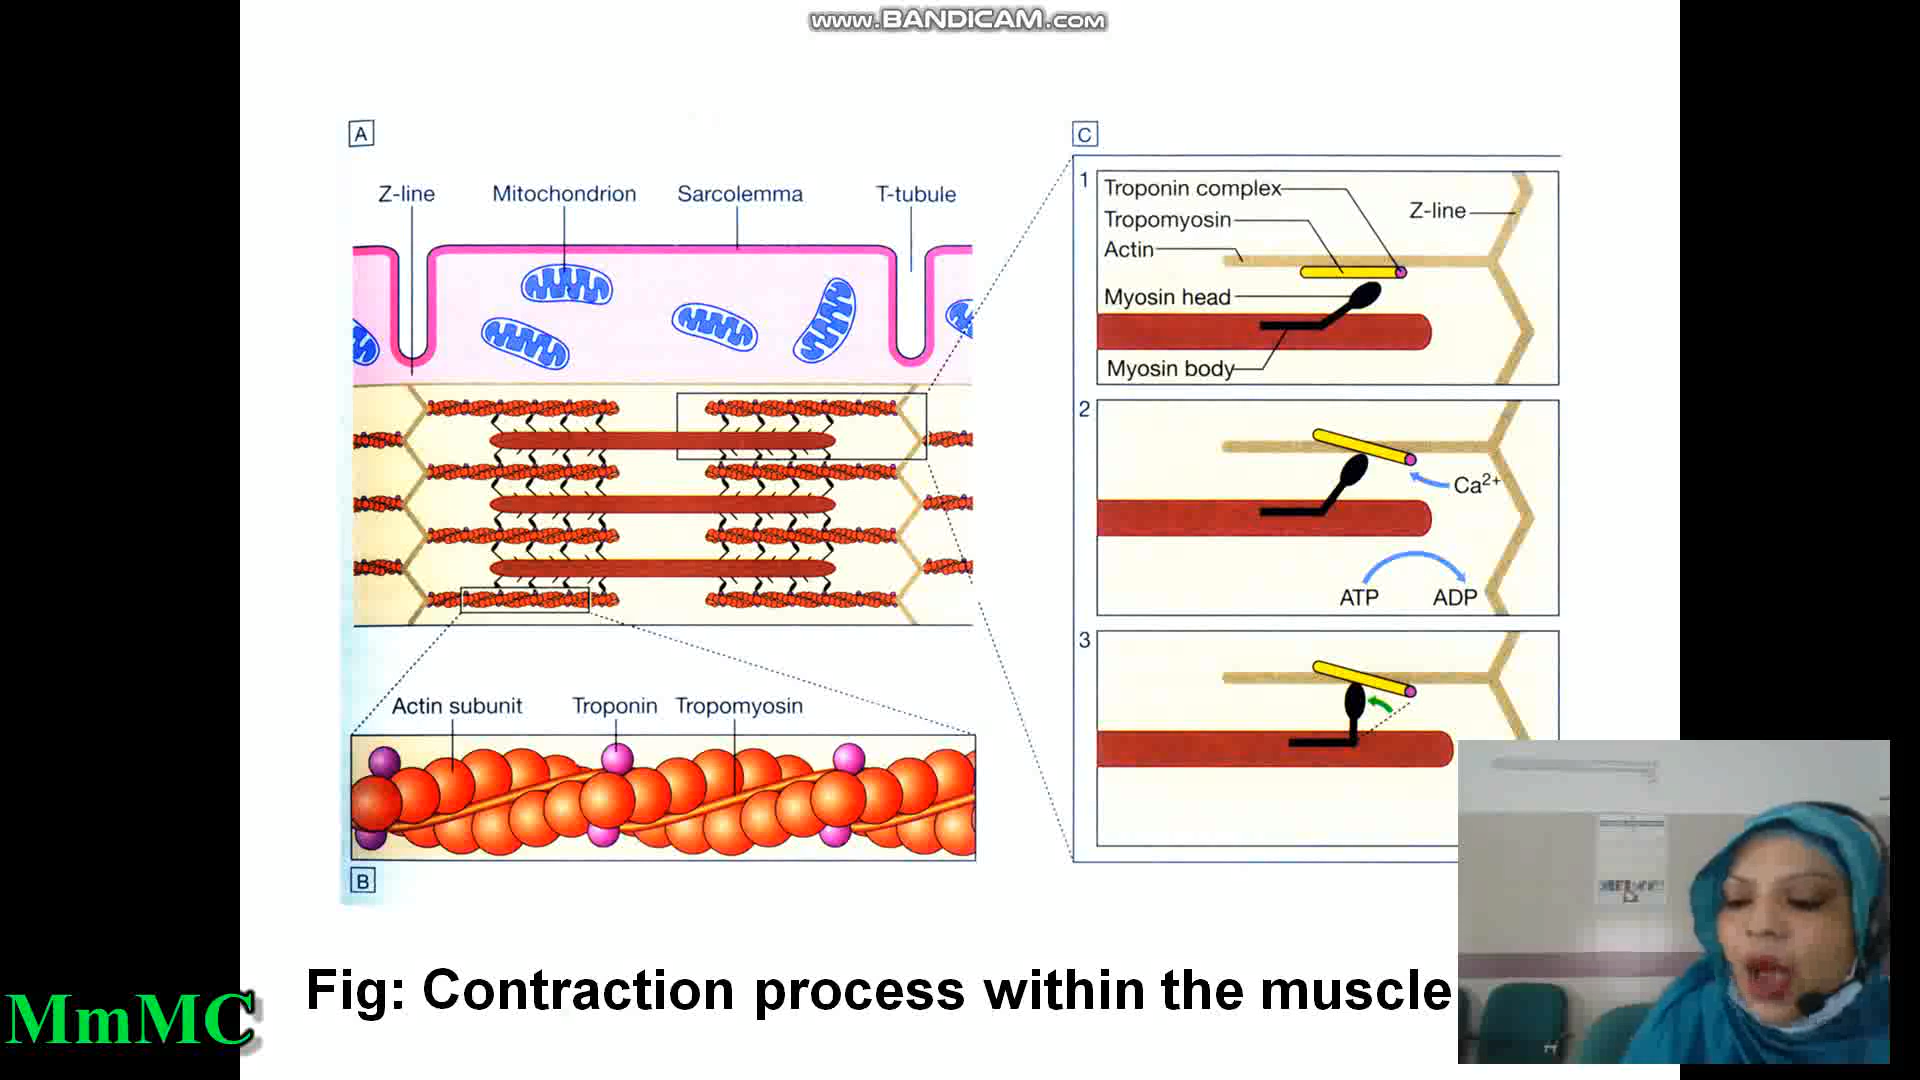 www.BANDICAM.com
A
Z-line
Mitochondrion
Sarcolemma
T-tubule
Actin subunit
Troponin
Tropomyosin
B
C
1
Troponin complex
Tropomyosin
Actin
Z-line
Myosin head
Myosin body
2
Ca2+
ATP
ADP
3
Fig: Contraction process within the muscle
MmMC